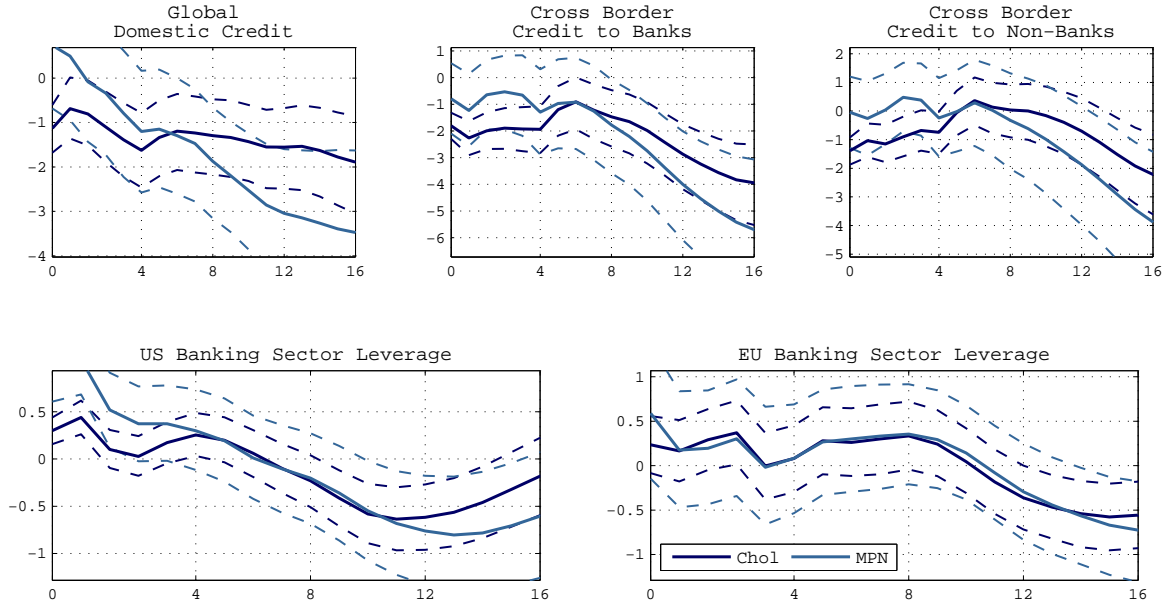 Global
Domestic Credit
0
−1
−2
−3
−4
0 4 8 12 16
Cross Border
Credit to Banks
1
0
−1
−2
−3
−4
−5
−6
0 4 8 12 16
Cross Border
Credit to Non-Banks
2
1
0
−1
−2
−3
−4
−5
0 4 8 12 16
US Banking Sector Leverage
0.5
0
−0.5
−1
0 4 8 12 16
EU Banking Sector Leverage
1
0.5
0
−0.5
−1
0 4 8 12 16
Chol MPN